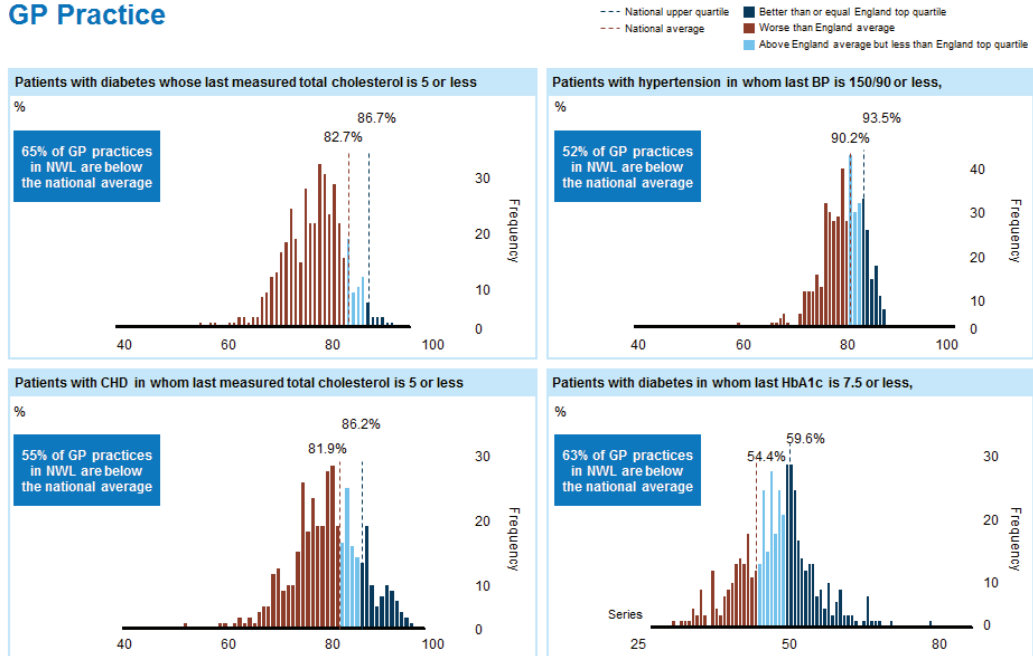 GP Practice
--- National upper quartile
--- National average
Better than or equal England top quartile
Worse than England average
Above England average but less than England top quartile
Patients with diabetes whose last measured total cholesterol is 5 or less
%
65% of GP practices
in NWL are below
the national average
86.7%
82.7%
30
20
10
0
Frequency
40 60 80 100
Patients with hypertension in whom last BP is 150/90 or less,
%
52% of GP practices
in NWL are below
the national average
93.5%
90.2%
40
30
20
10
0
Frequency
40 60 80 100
Patients with CHD in whom last measured total cholesterol is 5 or less
%
55% of GP practices
in NWL are below
the national average
86.2%
81.9%
30
20
10
0
Frequency
40 60 80 100
Patients with diabetes in whom last HbA1c is 7.5 or less,
%
63% of GP practices
in NWL are below
the national average
59.6%
54.4%
30
20
10
0
Frequency
Series
25 50 80